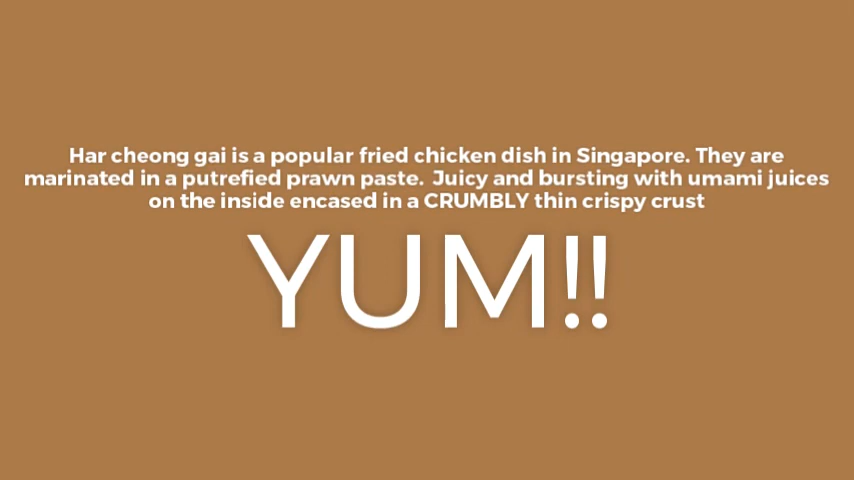 Har cheong gai is a popular fried chicken dish in Singapore. They are
marinated in a putrefied prawn paste.  Juicy and bursting with umami juices
on the inside encased in a CRUMBLY thin crispy crust
YUM!!